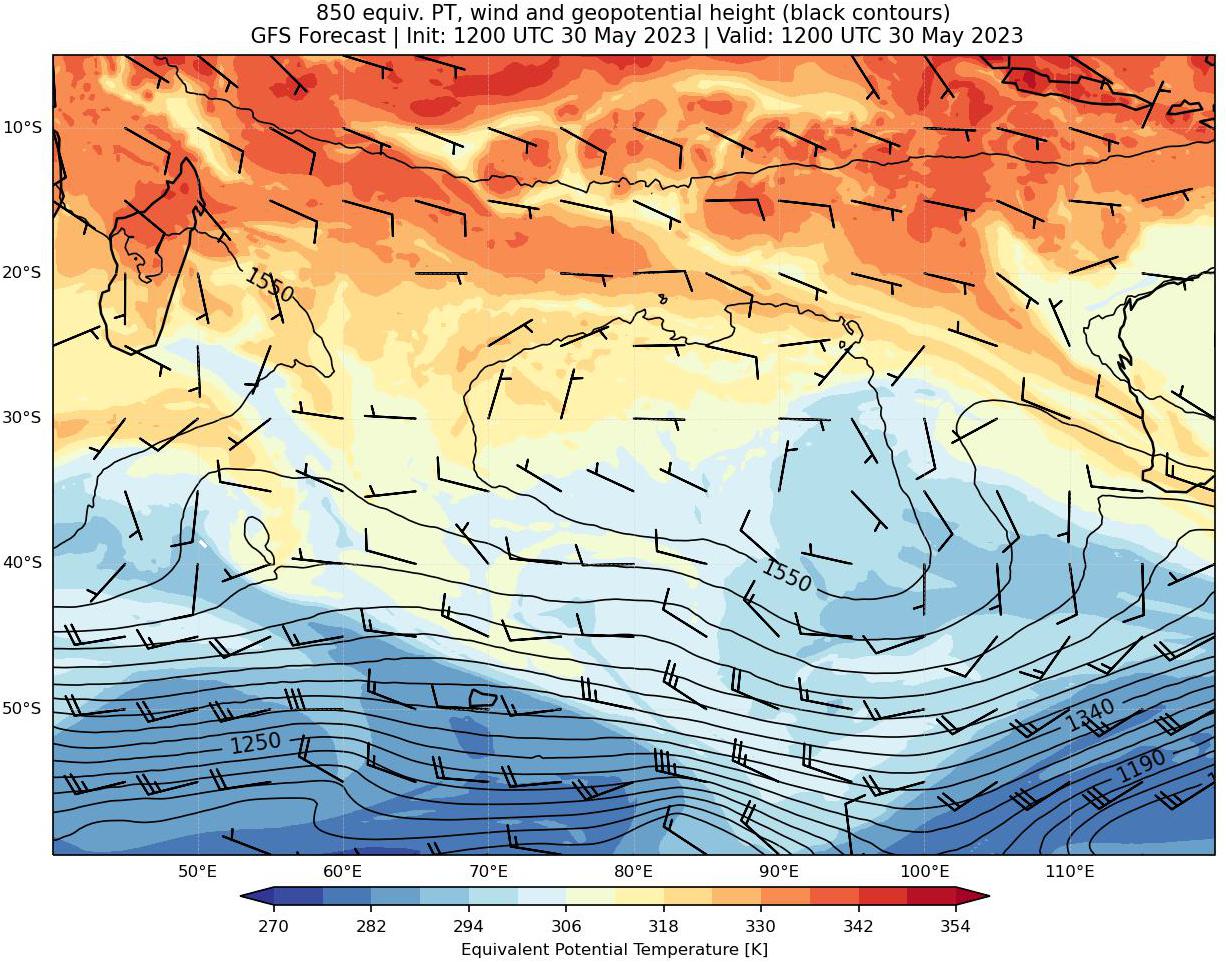 850 equiv. PT, wind and geopotential height (black contours)
GFS Forecast | Init: 1200 UTC 30 May 2023 | Valid: 1200 UTC 30 May 2023
10°S
20°S
1550
30°S
40°S
1550
50°S
1340
1250
1190
50°E 60°E 70°E 80°E 90°E 100°E 110°E
270 282 294 306 318 330 342 354
Equivalent Potential Temperature [K]